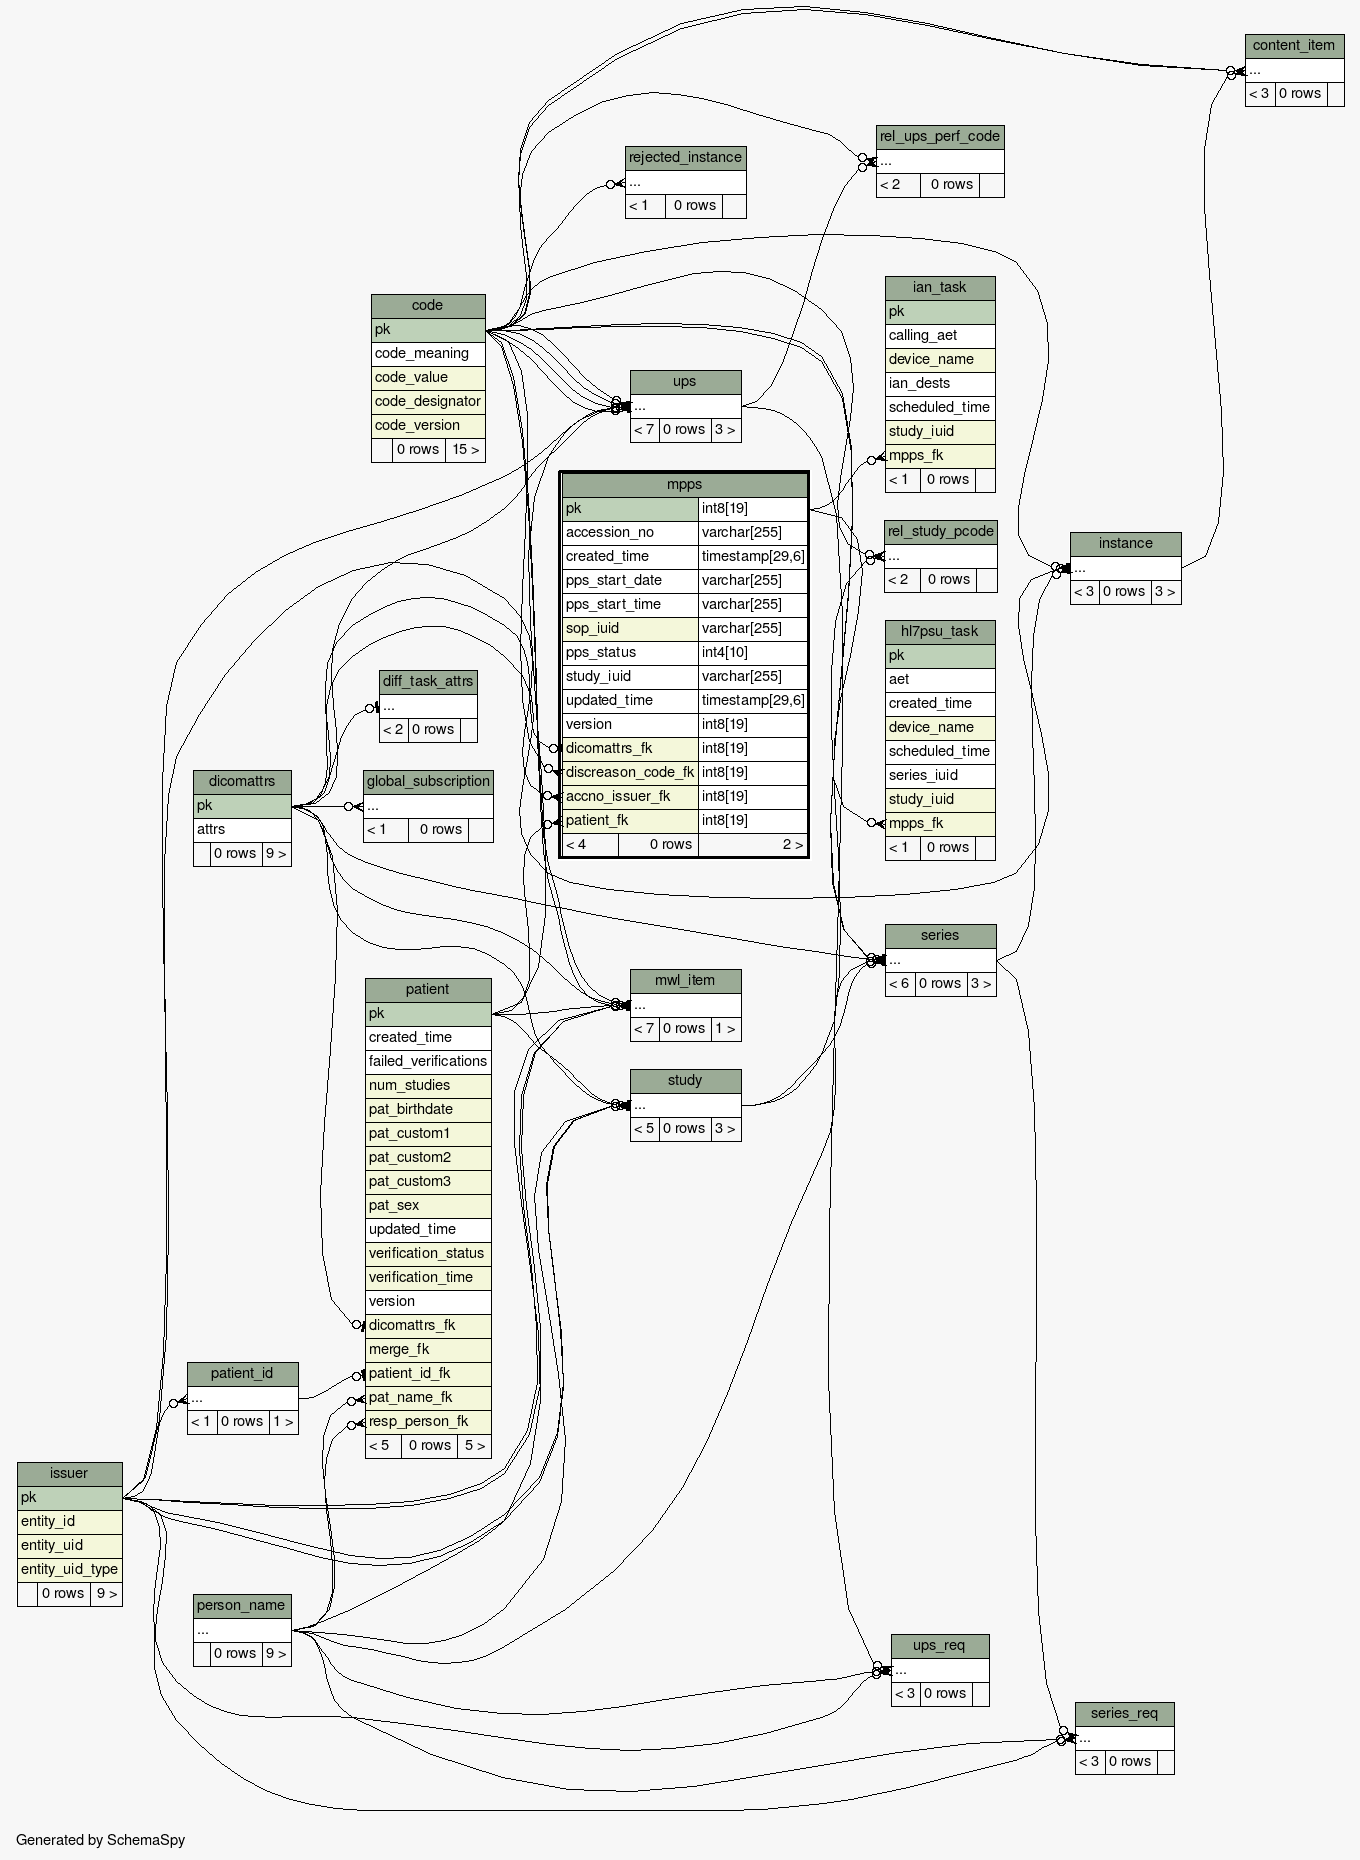 content_item
...
< 3 0 rows
rel_ups_perf_code
...
< 2 0 rows
rejected_instance
...
< 1 0 rows
code
pk
code_meaning
code_value
code_designator
code_version
0 rows 15 >
ian_task
pk
calling_aet
device_name
ian_dests
scheduled_time
study_iuid
mpps_fk
< 1 0 rows
ups
...
< 7 0 rows 3 >
mpps
pk int8[19]
accession_no varchar[255]
created_time timestamp[29,6]
pps_start_date varchar[255]
pps_start_time varchar[255]
sop_iuid varchar[255]
pps_status int4[10]
study_iuid varchar[255]
updated_time timestamp[29,6]
version int8[19]
dicomattrs_fk int8[19]
discreason_code_fk int8[19]
accno_issuer_fk int8[19]
patient_fk int8[19]
< 4 0 rows 2 >
rel_study_pcode
...
< 2 0 rows
instance
...
< 3 0 rows 3 >
hl7psu_task
pk
aet
created_time
device_name
scheduled_time
series_iuid
study_iuid
mpps_fk
< 1 0 rows
diff_task_attrs
...
< 2 0 rows
dicomattrs
pk
attrs
0 rows 9 >
global_subscription
...
< 1 0 rows
series
...
< 6 0 rows 3 >
mwl_item
...
< 7 0 rows 1 >
patient
pk
created_time
failed_verifications
num_studies
pat_birthdate
pat_custom1
pat_custom2
pat_custom3
pat_sex
updated_time
verification_status
verification_time
version
dicomattrs_fk
merge_fk
patient_id_fk
pat_name_fk
resp_person_fk
< 5 0 rows 5 >
study
...
< 5 0 rows 3 >
patient_id
...
< 1 0 rows 1 >
issuer
pk
entity_id
entity_uid
entity_uid_type
0 rows 9 >
person_name
...
0 rows 9 >
ups_req
...
< 3 0 rows
series_req
...
< 3 0 rows
Generated by SchemaSpy